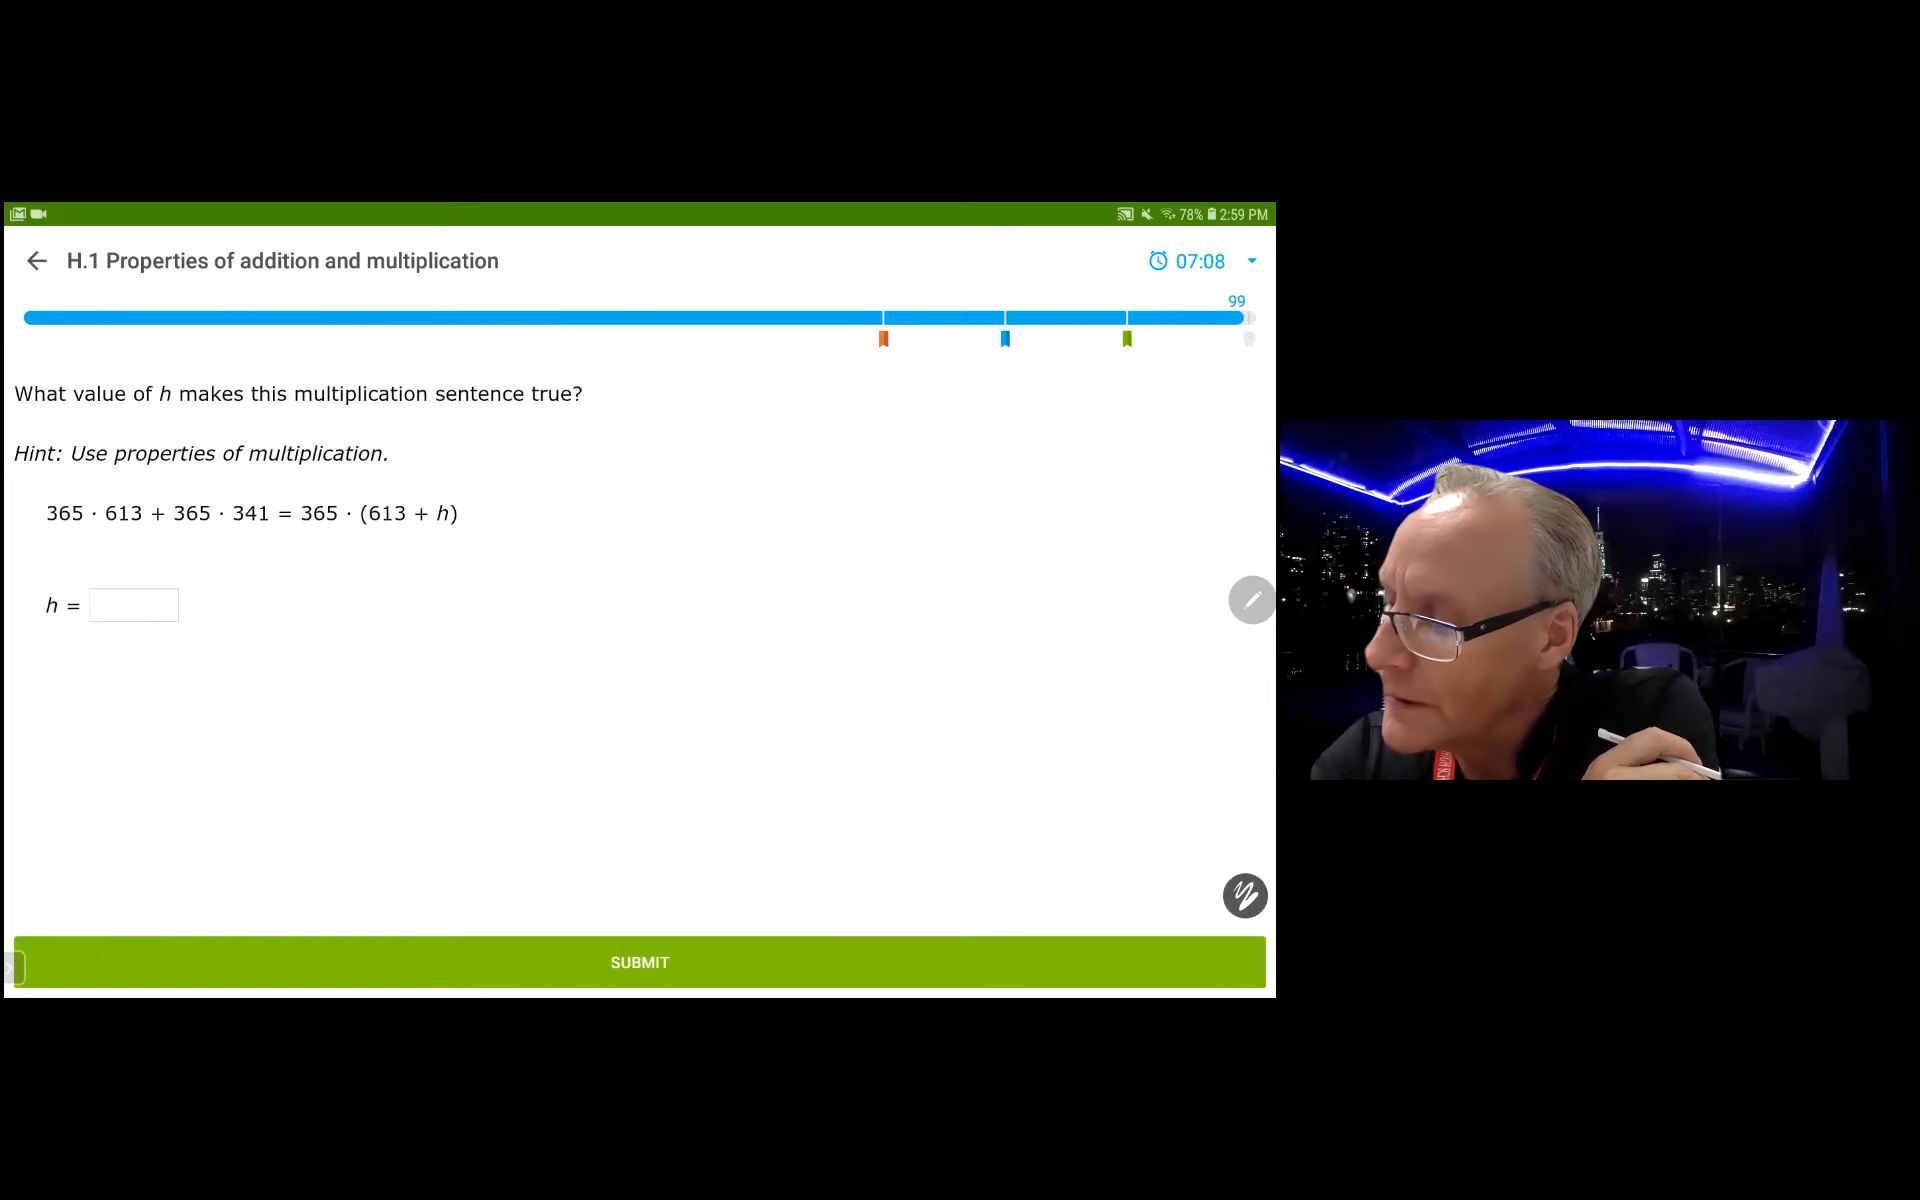 78% 2:59 PM
H.1 Properties of addition and multiplication
07:08
99
What value of h makes this multiplication sentence true?
Hint: Use properties of multiplication.
365 · 613 + 365 · 341 = 365 · (613 + h)
h =
SUBMIT